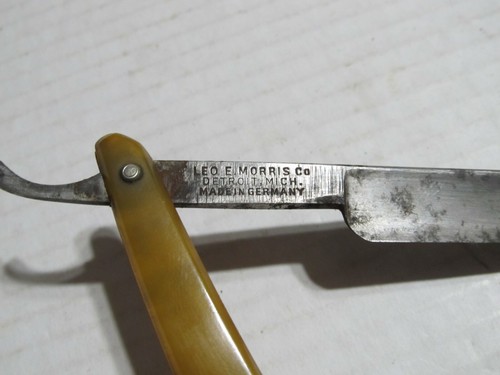 LEO E. MORRIS Co
DETROIT, MICH.
MADE IN GERMANY